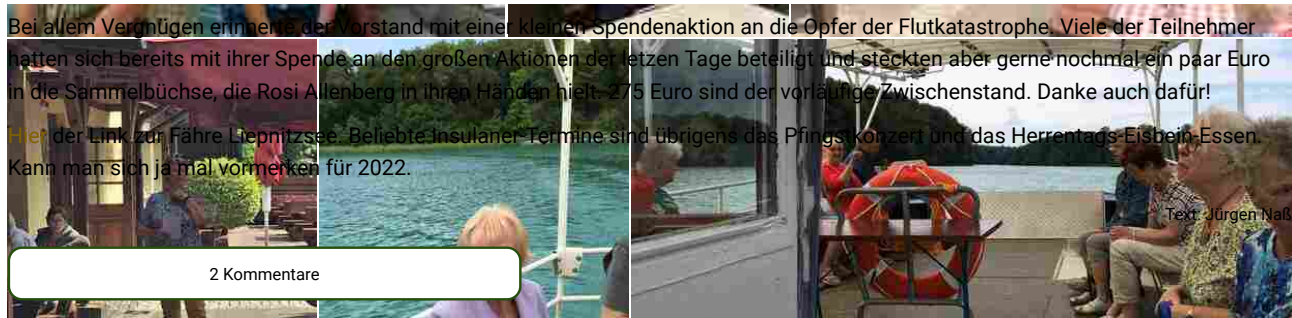 Bei allem Vergnügen erinnerte der Vorstand mit einer kleinen Spendenaktion an die Opfer der Flutkatastrophe. Viele der Teilnehmer
hatten sich bereits mit ihrer Spende an den großen Aktionen der letzen Tage beteiligt und steckten aber gerne nochmal ein paar Euro
in die Sammelbüchse, die Rosi Allenberg in ihren Händen hielt. 275 Euro sind der vorläufige Zwischenstand. Danke auch dafür!
Hier der Link zur Fähre Liepnitzsee. Beliebte Insulaner-Termine sind übrigens das Pfingstkonzert und das Herrentags-Eisbein-Essen.
Kann man sich ja mal vormerken für 2022.
Text: Jürgen Naß
2 Kommentare